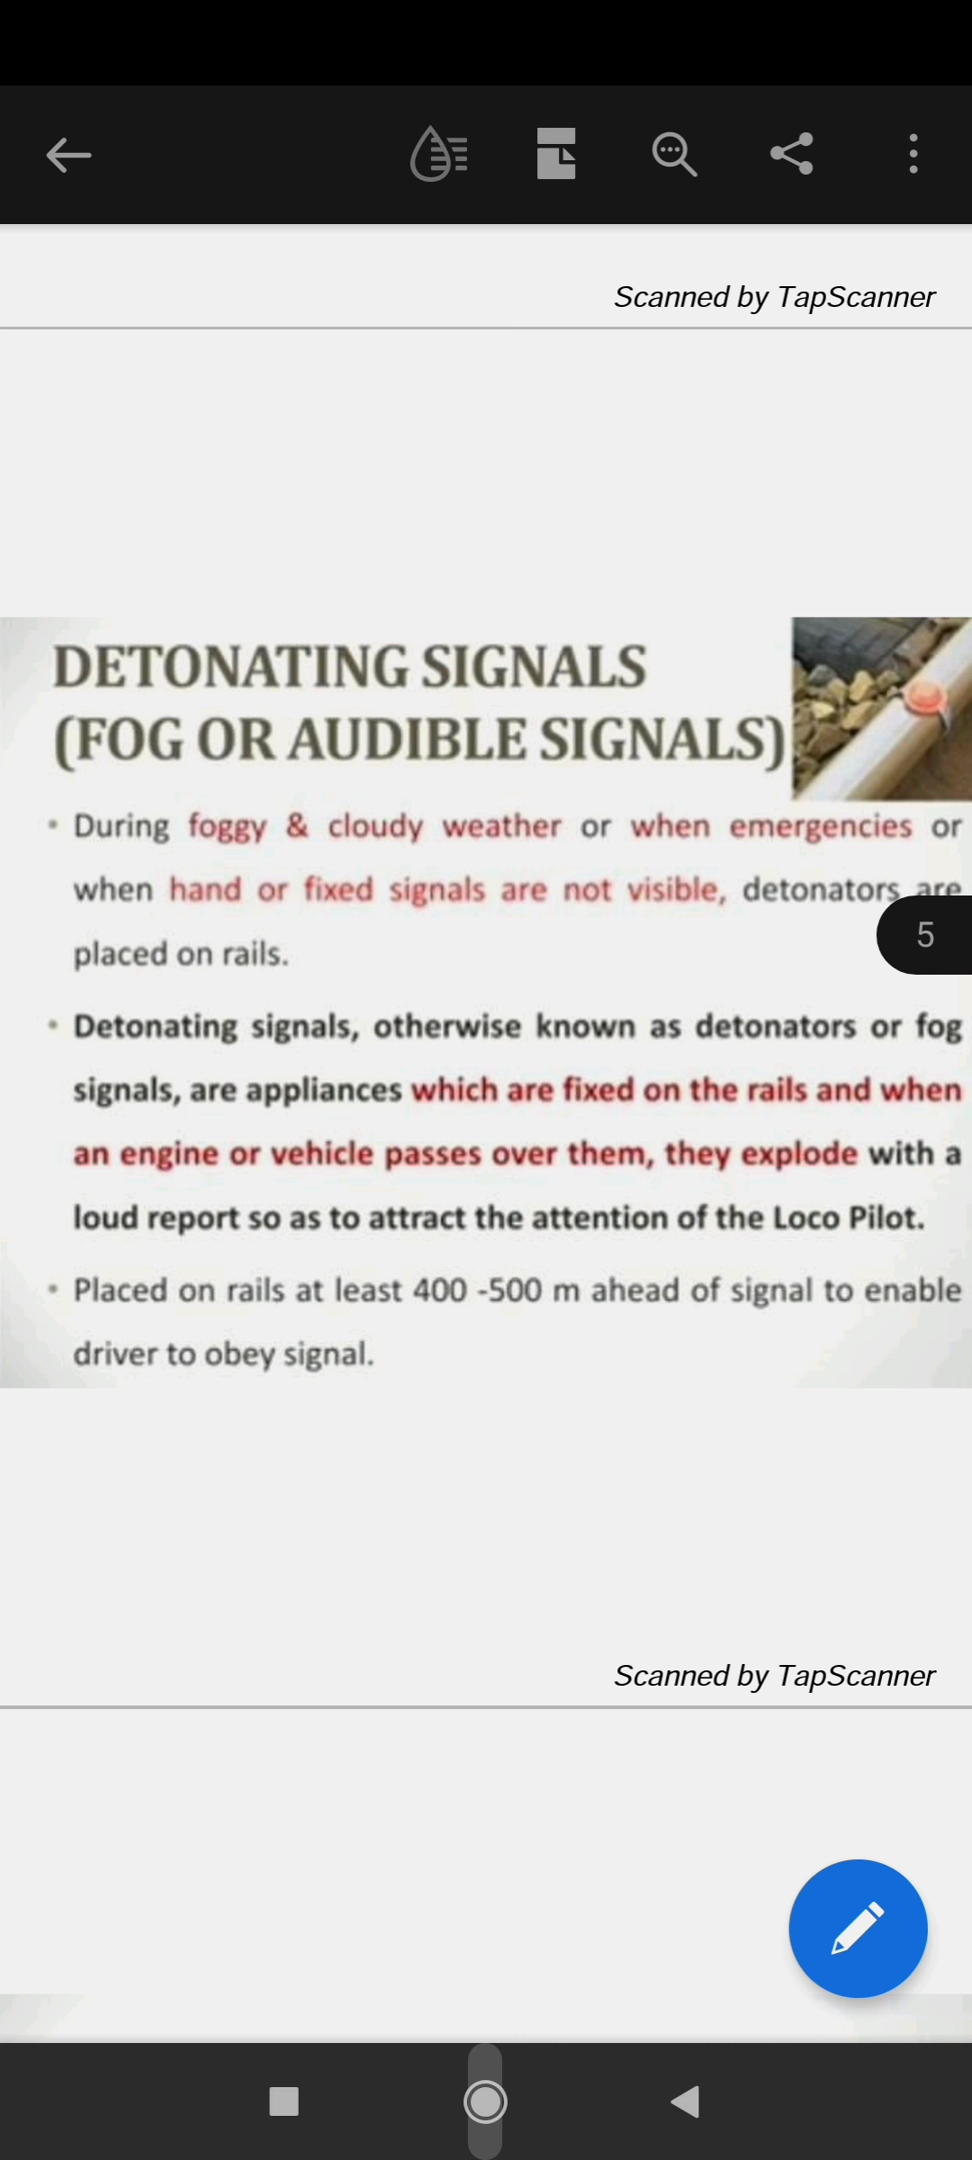 Scanned by TapScanner
DETONATING SIGNALS
(FOG OR AUDIBLE SIGNALS)
• During foggy & cloudy weather or when emergencies or
when hand or fixed signals are not visible, detonators are
5
placed on rails.
• Detonating signals, otherwise known as detonators or fog
signals, are appliances which are fixed on the rails and when
an engine or vehicle passes over them, they explode with a
loud report so as to attract the attention of the Loco Pilot.
• Placed on rails at least 400 -500 m ahead of signal to enable
driver to obey signal.
Scanned by TapScanner